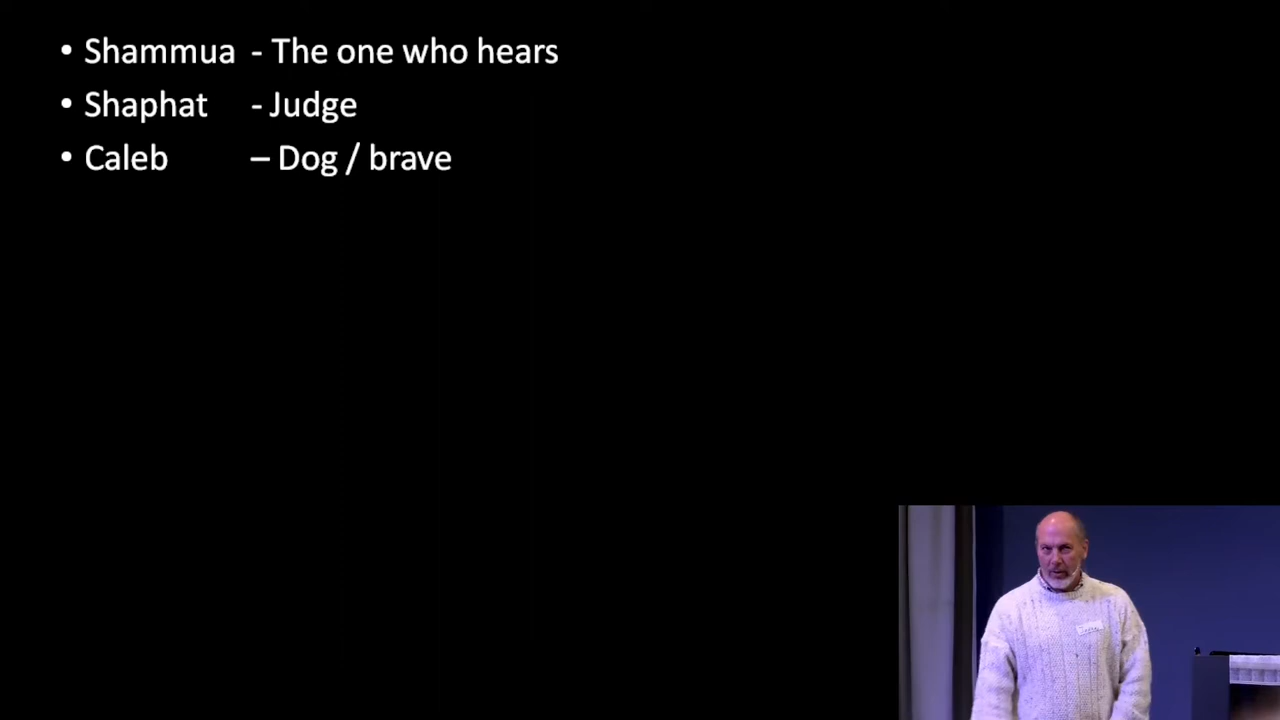 • Shammua - The one who hears
• Shaphat - Judge
• Caleb – Dog / brave